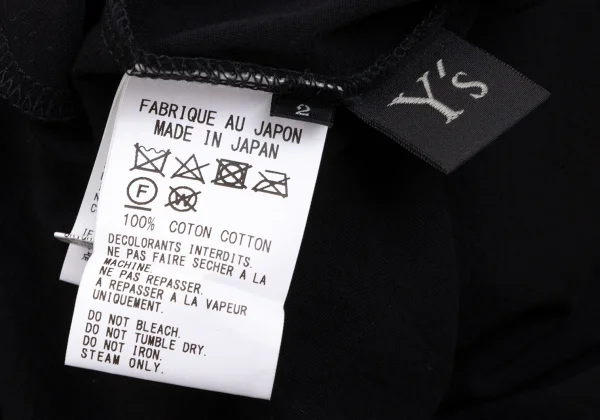 Y's
2
FABRIQUE AU JAPON
MADE IN JAPAN
F
W
100% COTON COTTON
DECOLORANTS INTERDITS.
NE PAS FAIRE SECHER A LA
MACHINE.
NE PAS REPASSER.
A REPASSER A LA VAPEUR
UNIQUEMENT.
DO NOT BLEACH.
DO NOT TUMBLE DRY.
DO NOT IRON.
STEAM ONLY.